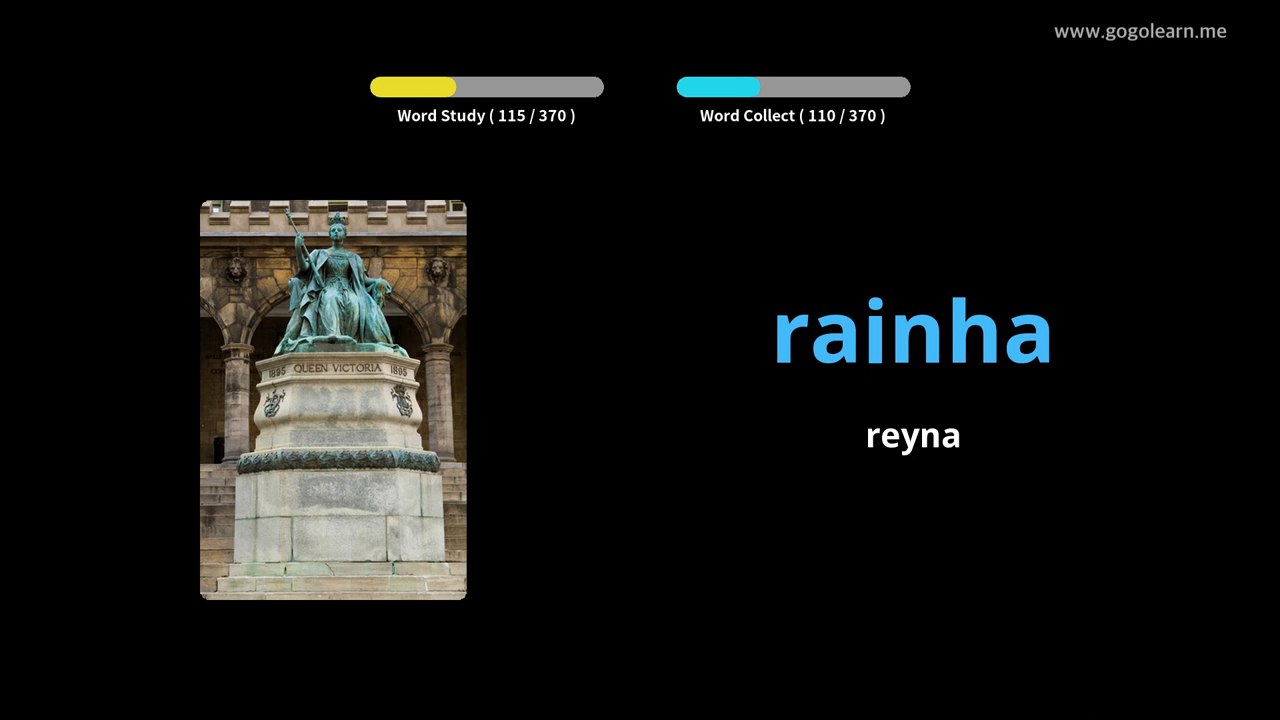 www.gogolearn.me
Word Study ( 115 / 370 )
Word Collect ( 110 / 370 )
1895 QUEEN VICTORIA 1895
rainha
reyna